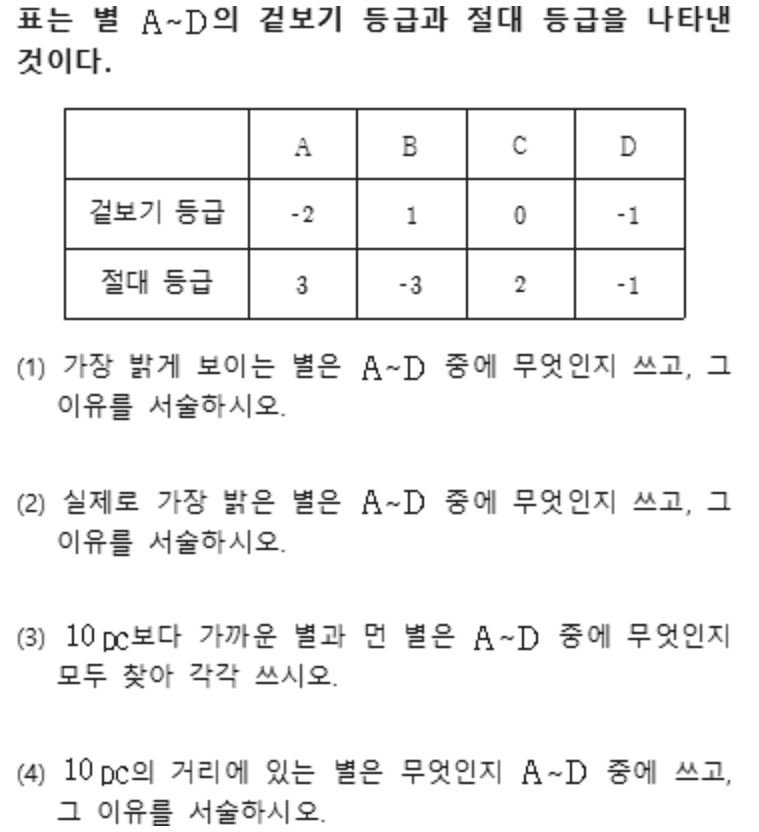 표는 별 A~D의 겉보기 등급과 절대 등급을 나타낸
것이다.
A B C D
겉보기 등급 -2 1 0 -1
절대 등급 3 -3 2 -1
(1) 가장 밝게 보이는 별은 A~D 중에 무엇인지 쓰고, 그
이유를 서술하시오.
(2) 실제로 가장 밝은 별은 A~D 중에 무엇인지 쓰고, 그
이유를 서술하시오.
(3) 10 pc보다 가까운 별과 먼 별은 A~D 중에 무엇인지
모두 찾아 각각 쓰시오.
(4) 10 pc의 거리에 있는 별은 무엇인지 A~D 중에 쓰고,
그 이유를 서술하시오.